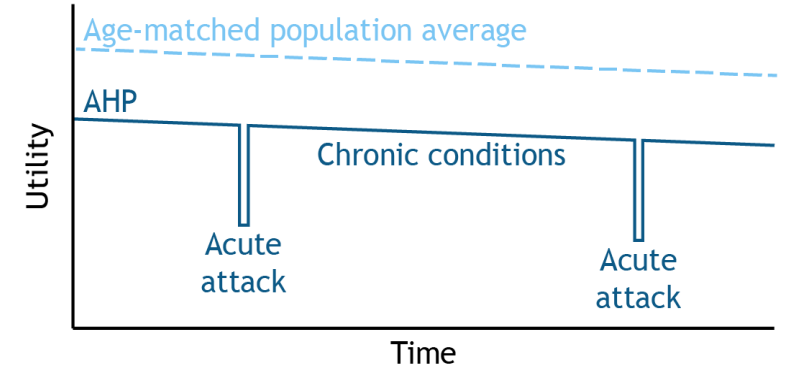 Age-matched population average
AHP
Utility
Chronic conditions
Acute
attack
Acute
attack
Time